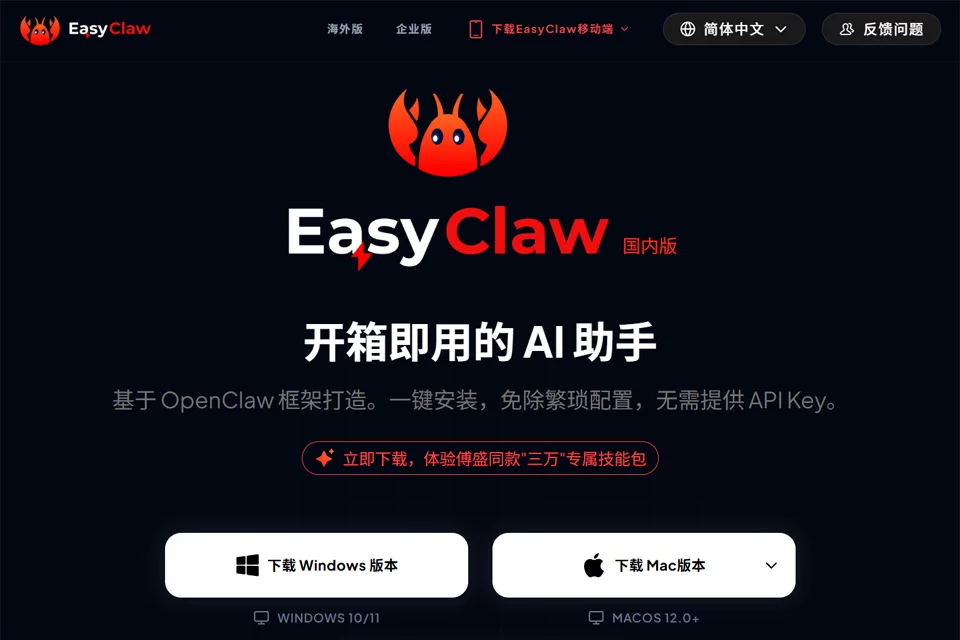 EasyClaw
海外版
企业版
下载EasyClaw移动端
简体中文
反馈问题
EasyClaw 国内版
开箱即用的 AI 助手
基于 OpenClaw 框架打造。一键安装，免除繁琐配置，无需提供 API Key。
立即下载，体验傅盛同款"三万"专属技能包
下载 Windows 版本
下载 Mac版本
WINDOWS 10/11
MACOS 12.0+